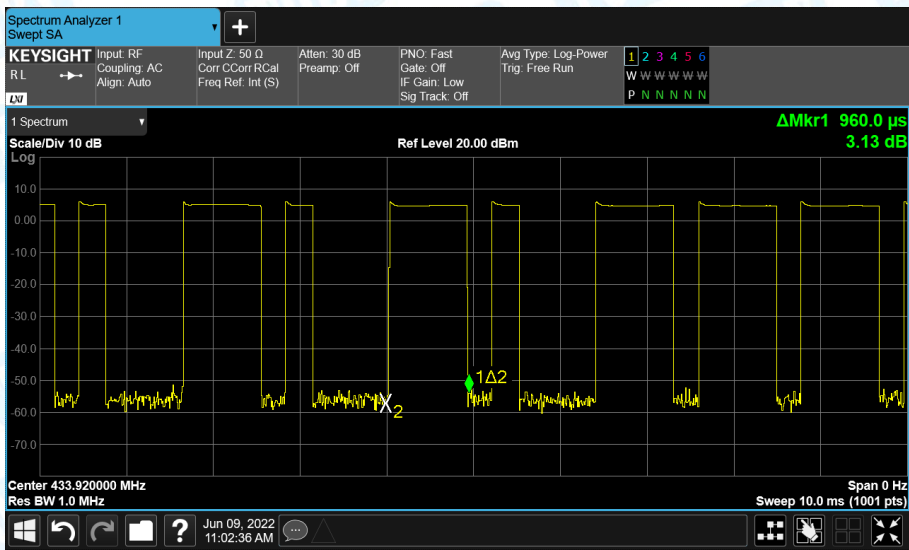 Spectrum Analyzer 1
Swept SA
+
KEYSIGHT
RL
LXI
Input: RF
Coupling: AC
Align: Auto
Input Z: 50 Ω
Corr CCorr RCal
Freq Ref: Int (S)
Atten: 30 dB
Preamp: Off
PNO: Fast
Gate: Off
IF Gain: Low
Sig Track: Off
Avg Type: Log-Power
Trig: Free Run
1 2 3 4 5 6
W W W W W W
P N N N N N
1 Spectrum
Scale/Div 10 dB
Ref Level 20.00 dBm
ΔMkr1 960.0 µs
3.13 dB
Log
10.0
0.00
-10.0
-20.0
-30.0
-40.0
-50.0
-60.0
-70.0
1Δ2
2
Center 433.920000 MHz
Res BW 1.0 MHz
Span 0 Hz
Sweep 10.0 ms (1001 pts)
?
Jun 09, 2022
11:02:36 AM